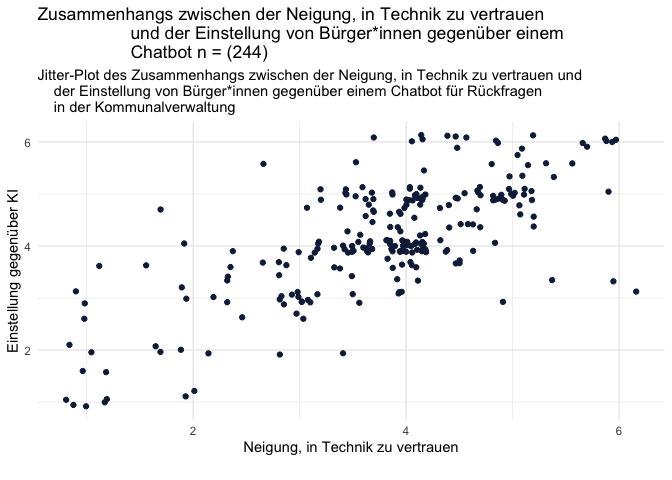 Zusammenhangs zwischen der Neigung, in Technik zu vertrauen
und der Einstellung von Bürger*innen gegenüber einem
Chatbot n = (244)
Jitter-Plot des Zusammenhangs zwischen der Neigung, in Technik zu vertrauen und
der Einstellung von Bürger*innen gegenüber einem Chatbot für Rückfragen
in der Kommunalverwaltung
Einstellung gegenüber KI
6
4
2
2
4
6
Neigung, in Technik zu vertrauen